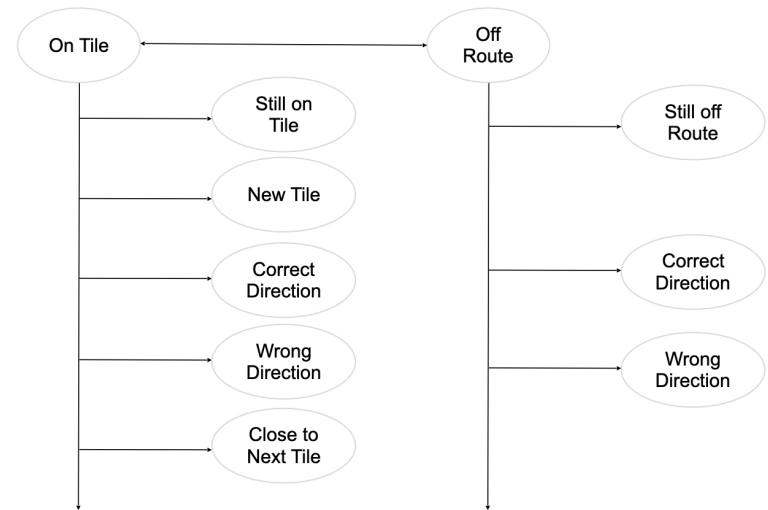 On Tile
Off
Route
Still on
Tile
New Tile
Correct
Direction
Wrong
Direction
Close to
Next Tile
Still off
Route
Correct
Direction
Wrong
Direction